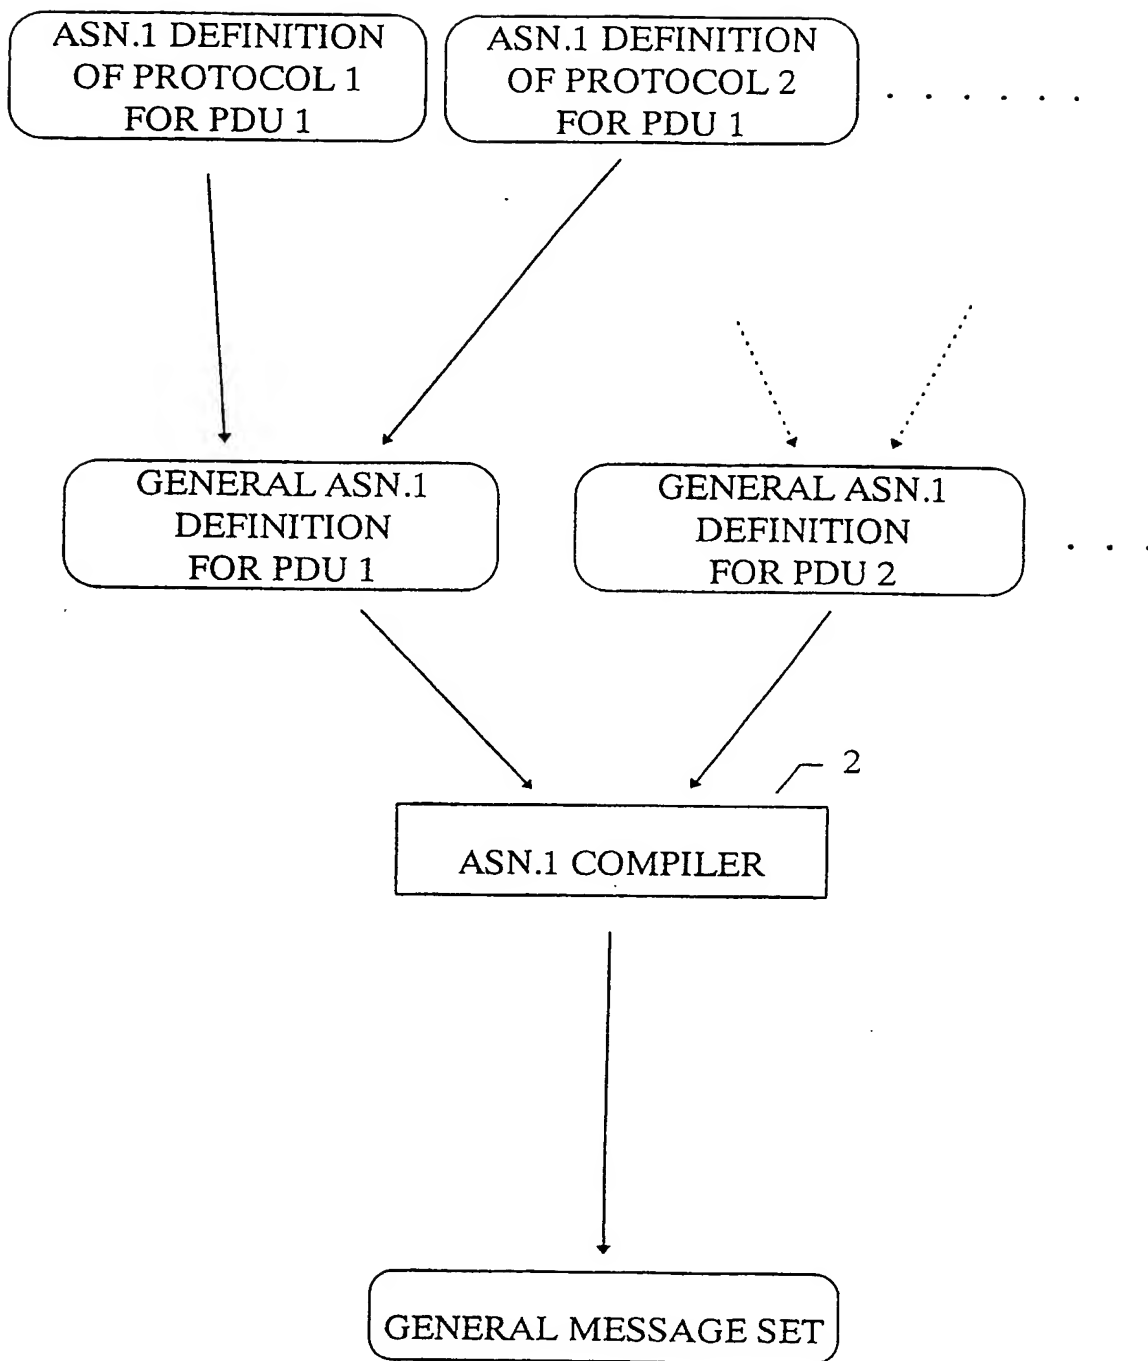 ASN.1 DEFINITION
OF PROTOCOL 1
FOR PDU 1
ASN.1 DEFINITION
OF PROTOCOL 2
FOR PDU 1
. . . . . .
GENERAL ASN.1
DEFINITION
FOR PDU 1
GENERAL ASN.1
DEFINITION
FOR PDU 2
. . .
2
ASN.1 COMPILER
GENERAL MESSAGE SET